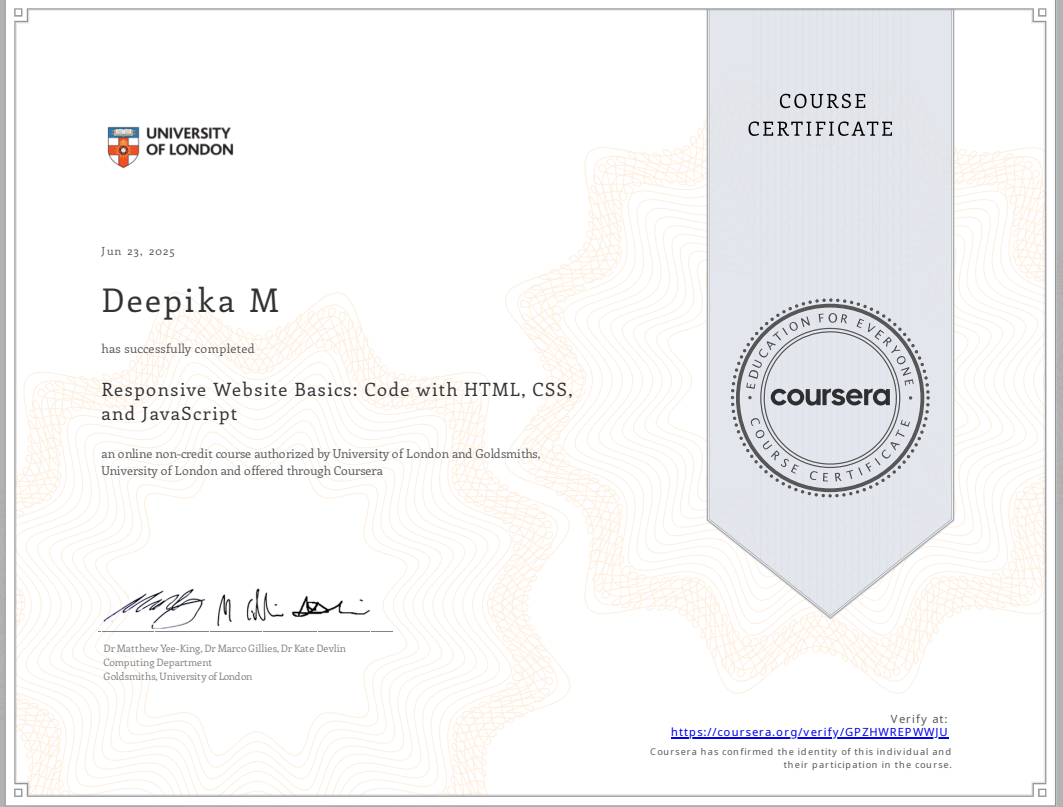 UNIVERSITY
OF LONDON
COURSE
CERTIFICATE
Jun 23, 2025
Deepika M
has successfully completed
Responsive Website Basics: Code with HTML, CSS,
and JavaScript
an online non-credit course authorized by University of London and Goldsmiths,
University of London and offered through Coursera
EDUCATION FOR EVERYONE
coursera
COURSE CERTIFICATE
Dr Matthew Yee-King, Dr Marco Gillies, Dr Kate Devlin
Computing Department
Goldsmiths, University of London
Verify at:
https://coursera.org/verify/GPZHWREPWWJU
Coursera has confirmed the identity of this individual and
their participation in the course.